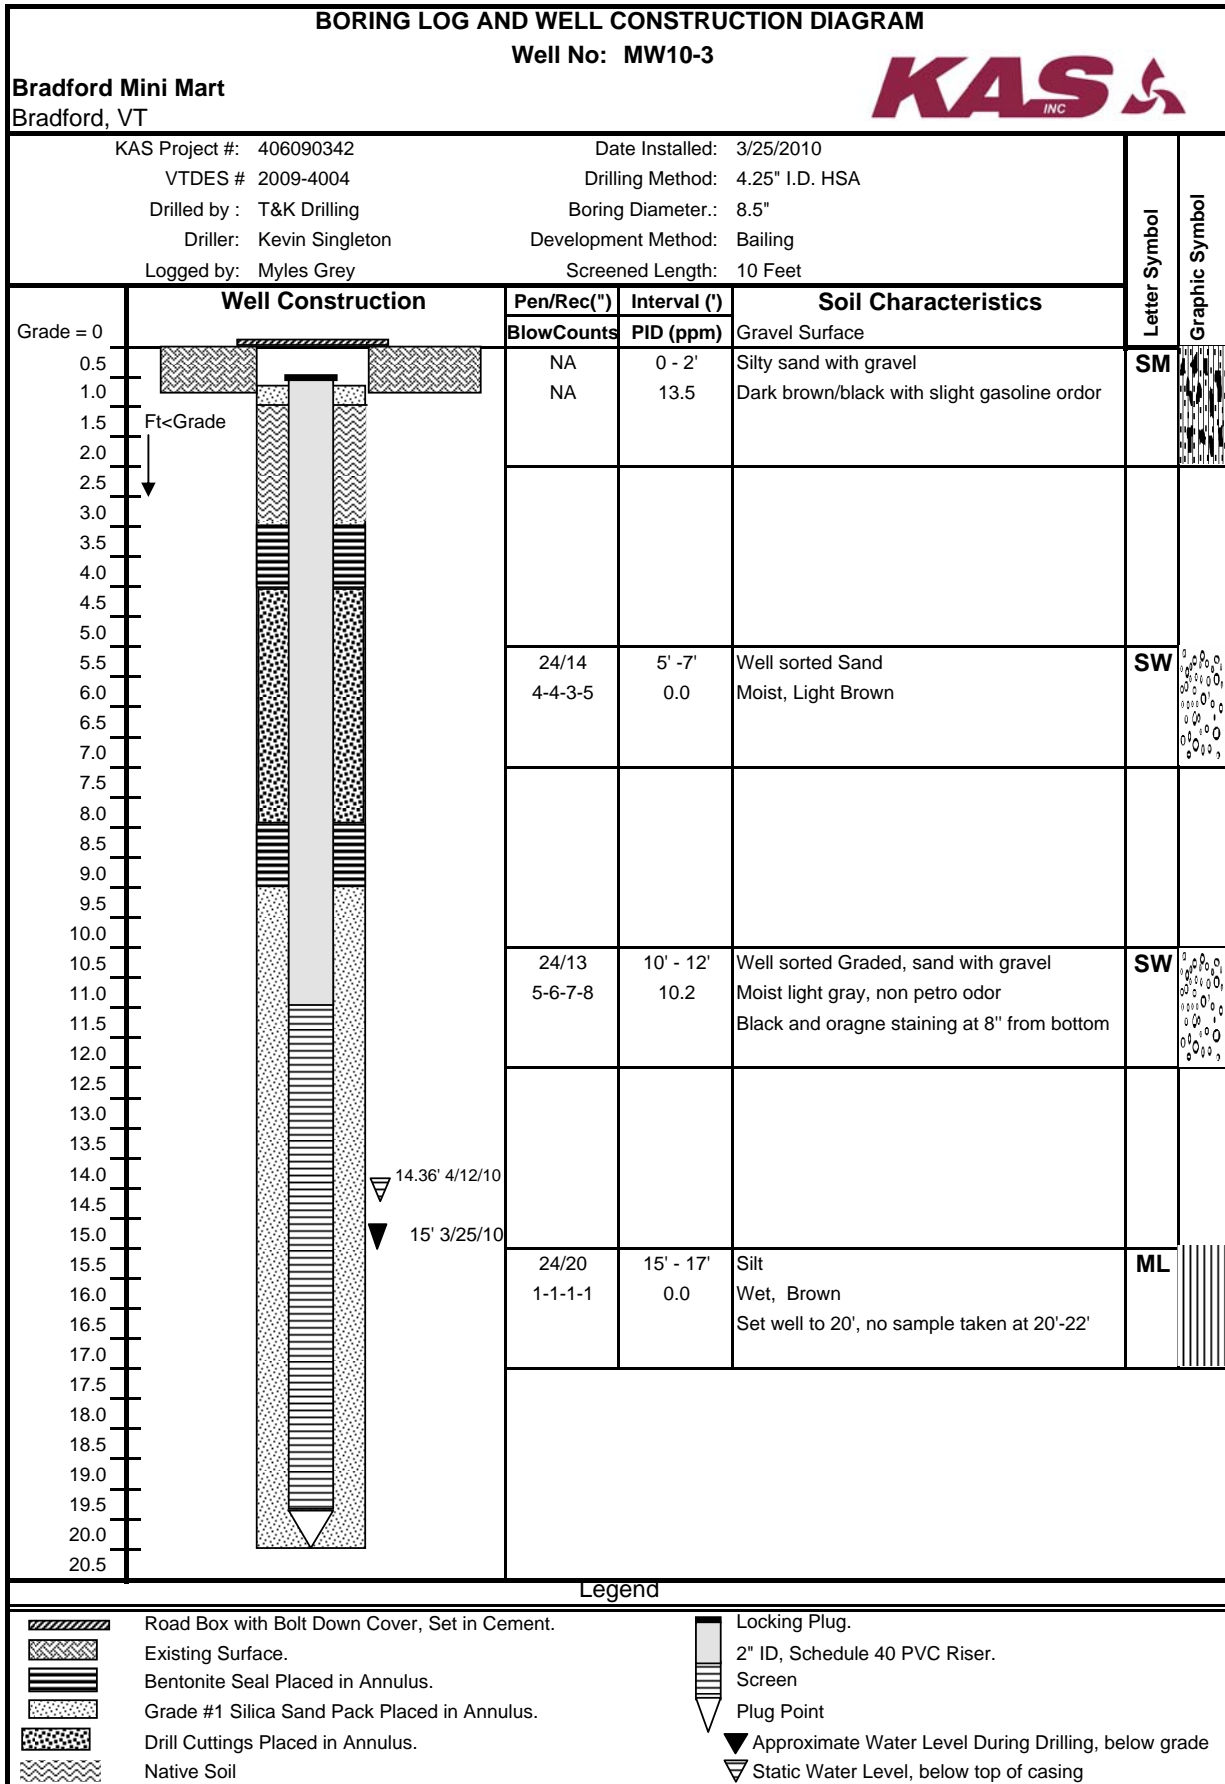 BORING LOG AND WELL CONSTRUCTION DIAGRAM
Well No: MW10-3
KAS INC
Bradford Mini Mart
Bradford, VT
KAS Project #: 406090342 Date Installed: 3/25/2010
VTDES # 2009-4004 Drilling Method: 4.25" I.D. HSA
Drilled by : T&K Drilling Boring Diameter.: 8.5"
Driller: Kevin Singleton Development Method: Bailing
Logged by: Myles Grey Screened Length: 10 Feet
Letter Symbol
Graphic Symbol
Well Construction Pen/Rec(") Interval (') Soil Characteristics
Grade = 0 BlowCounts PID (ppm) Gravel Surface
0.5 NA 0 - 2' Silty sand with gravel SM
1.0 NA 13.5 Dark brown/black with slight gasoline ordor
1.5 Ft<Grade
2.0
2.5
3.0
3.5
4.0
4.5
5.0
5.5 24/14 5' -7' Well sorted Sand SW
6.0 4-4-3-5 0.0 Moist, Light Brown
6.5
7.0
7.5
8.0
8.5
9.0
9.5
10.0
10.5 24/13 10' - 12' Well sorted Graded, sand with gravel SW
11.0 5-6-7-8 10.2 Moist light gray, non petro odor
11.5 Black and oragne staining at 8" from bottom
12.0
12.5
13.0
13.5
14.0 14.36' 4/12/10
14.5
15.0 15' 3/25/10
15.5 24/20 15' - 17' Silt ML
16.0 1-1-1-1 0.0 Wet, Brown
16.5 Set well to 20', no sample taken at 20'-22'
17.0
17.5
18.0
18.5
19.0
19.5
20.0
20.5
Legend
Road Box with Bolt Down Cover, Set in Cement. Locking Plug.
Existing Surface. 2" ID, Schedule 40 PVC Riser.
Bentonite Seal Placed in Annulus. Screen
Grade #1 Silica Sand Pack Placed in Annulus. Plug Point
Drill Cuttings Placed in Annulus. Approximate Water Level During Drilling, below grade
Native Soil Static Water Level, below top of casing